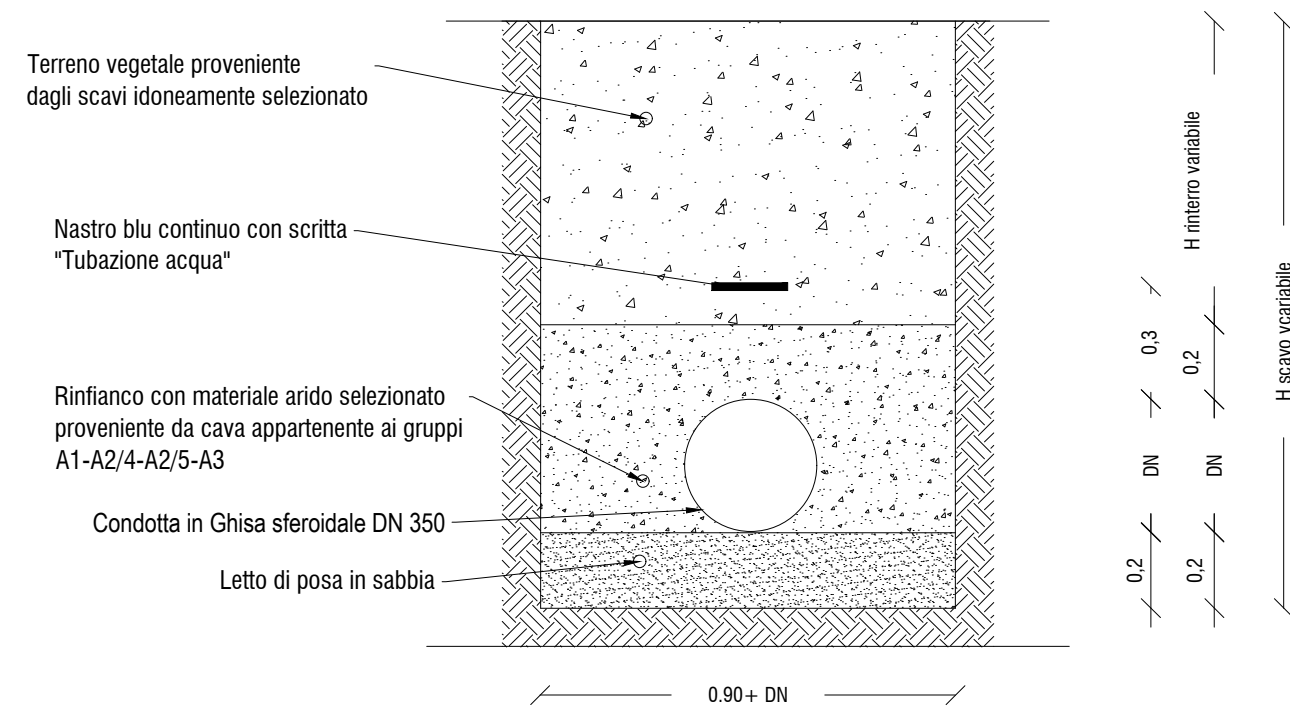 Terreno vegetale proveniente
dagli scavi idoneamente selezionato
Nastro blu continuo con scritta
"Tubazione acqua"
Rinfianco con materiale arido selezionato
proveniente da cava appartenente ai gruppi
A1-A2/4-A2/5-A3
Condotta in Ghisa sferoidale DN 350
Letto di posa in sabbia
0.90+ DN
0,3
DN
0,2
H rinterro variabile
0,2
DN
0,2
H scavo vcariabile